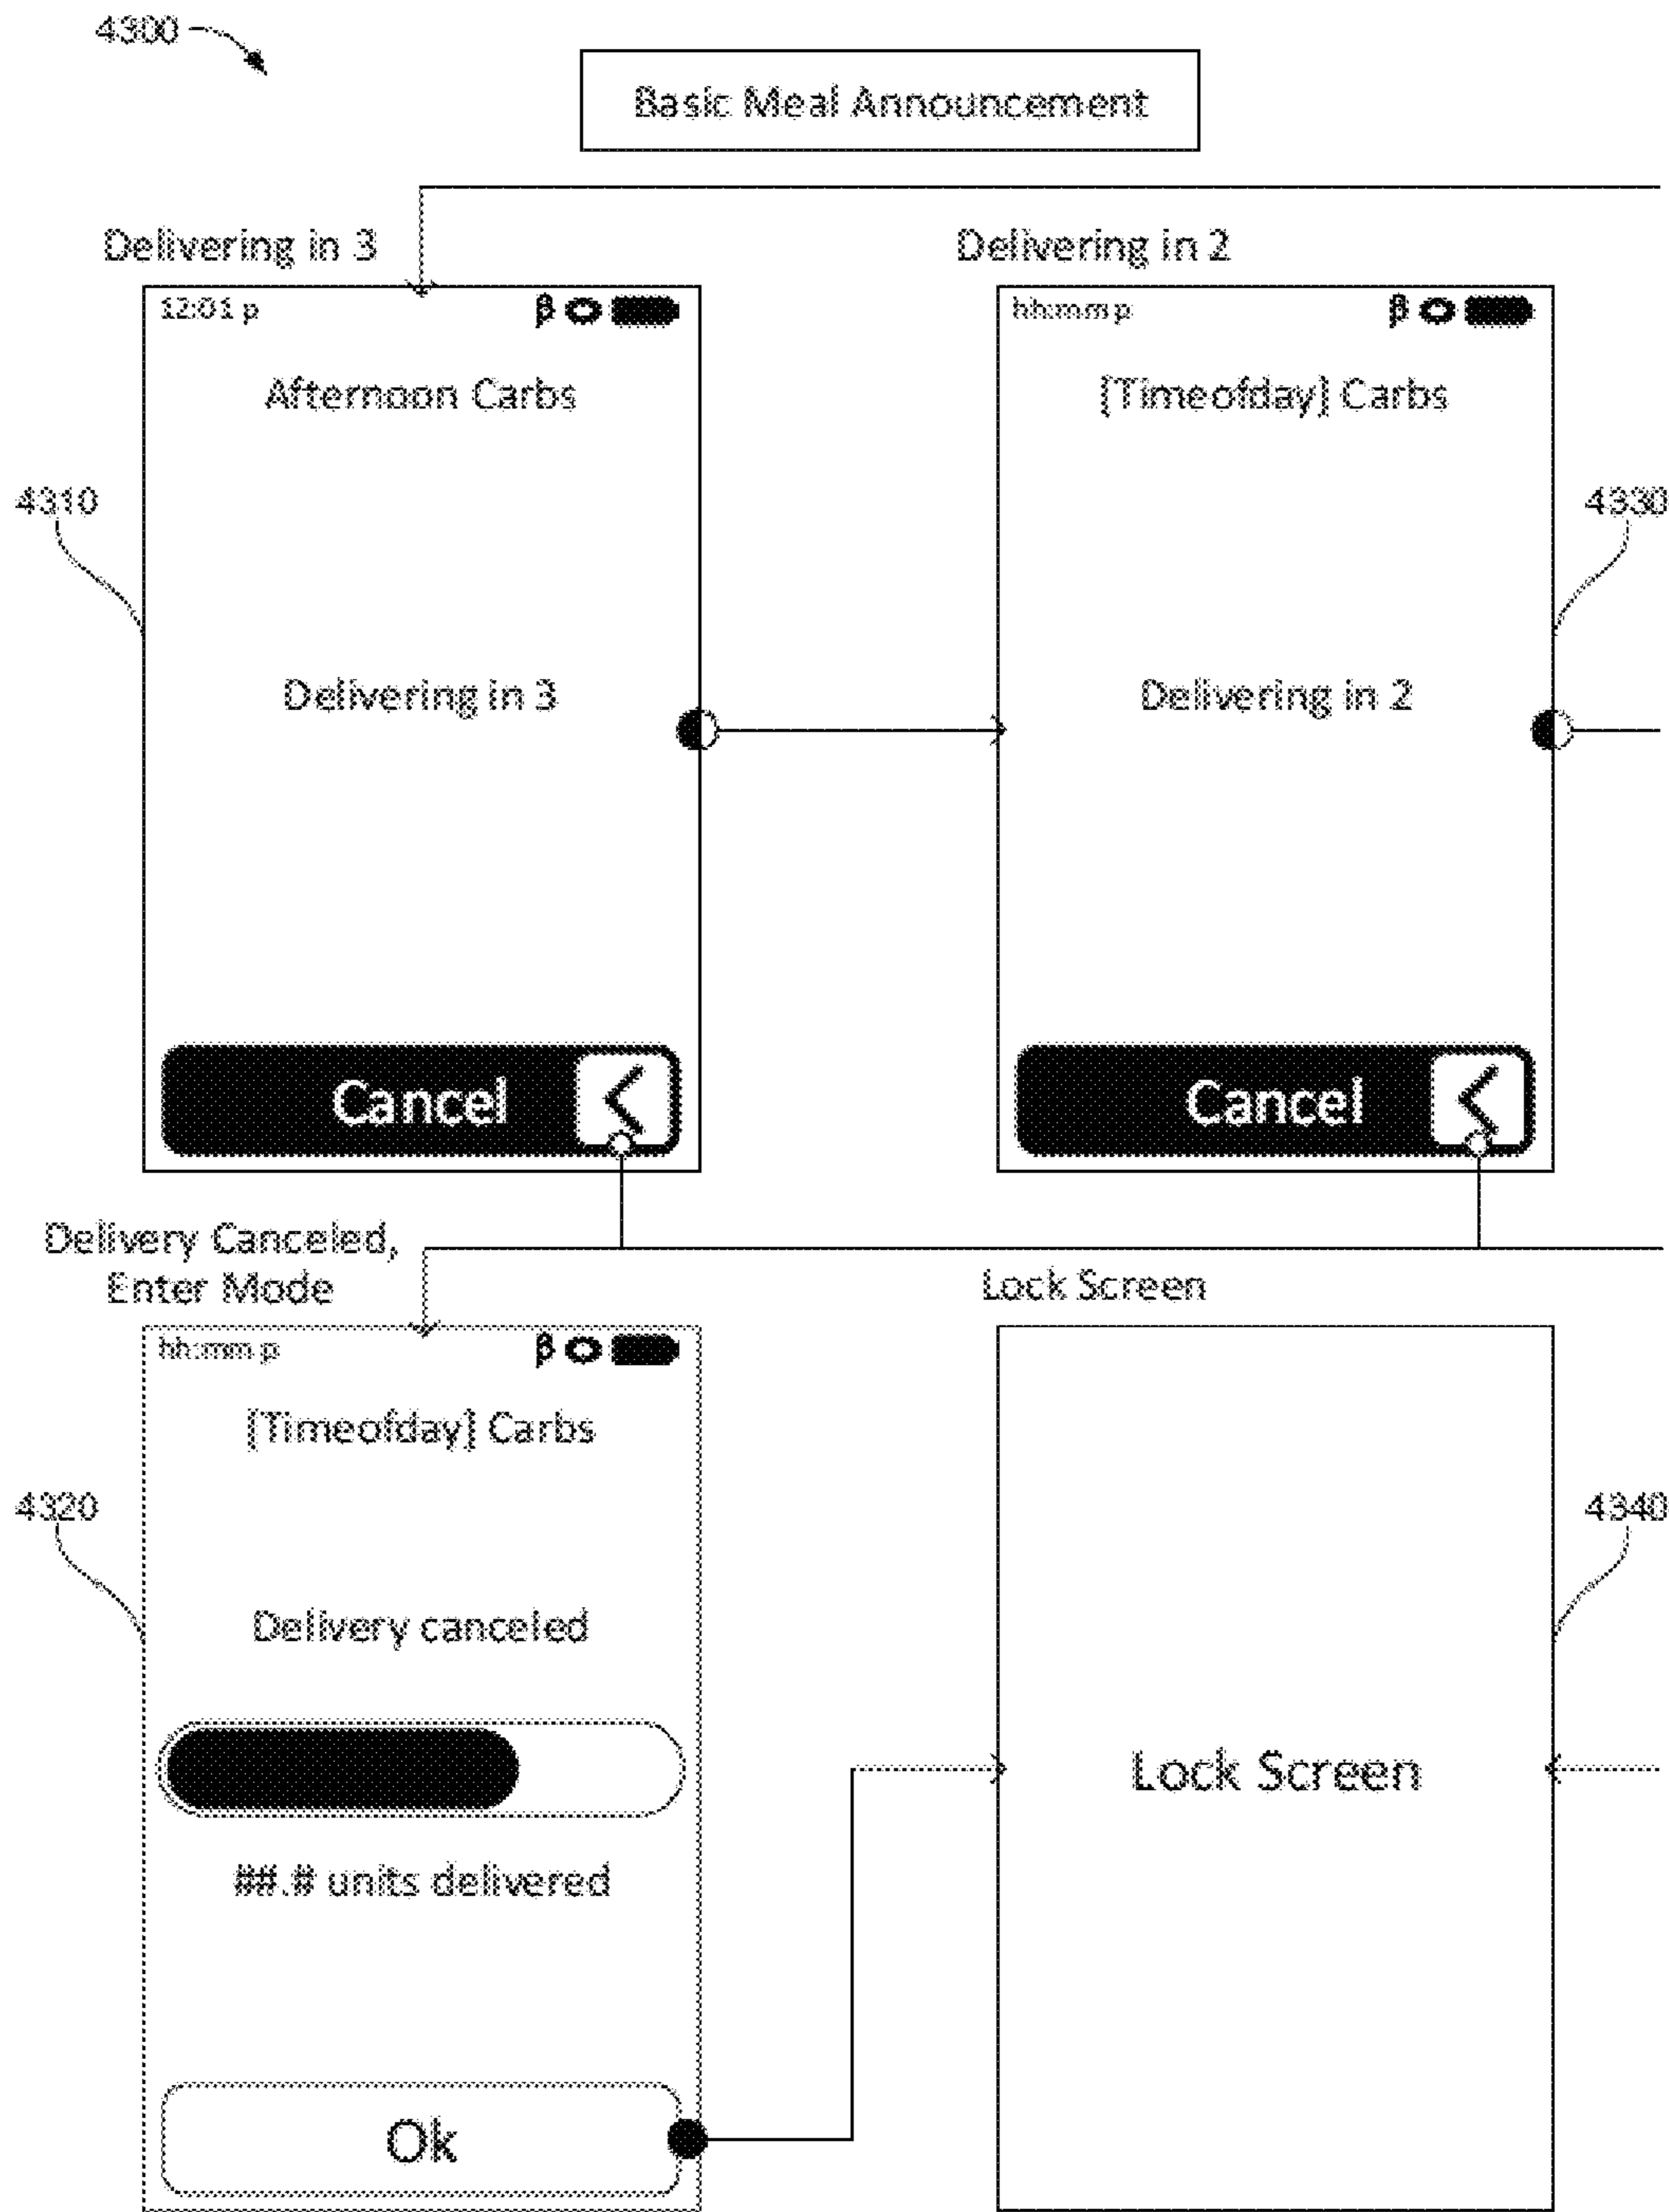 4300
Basic Meal Announcement
Delivering in 3
Delivering in 2
12:01 p
β
hh:mm p
β
Afternoon Carbs
[Timeofday] Carbs
4310
4330
Delivering in 3
Delivering in 2
Cancel
Cancel
Delivery Canceled,
Enter Mode
Lock Screen
hh:mm p
β
[Timeofday] Carbs
4320
4340
Delivery canceled
Lock Screen
##.# units delivered
Ok